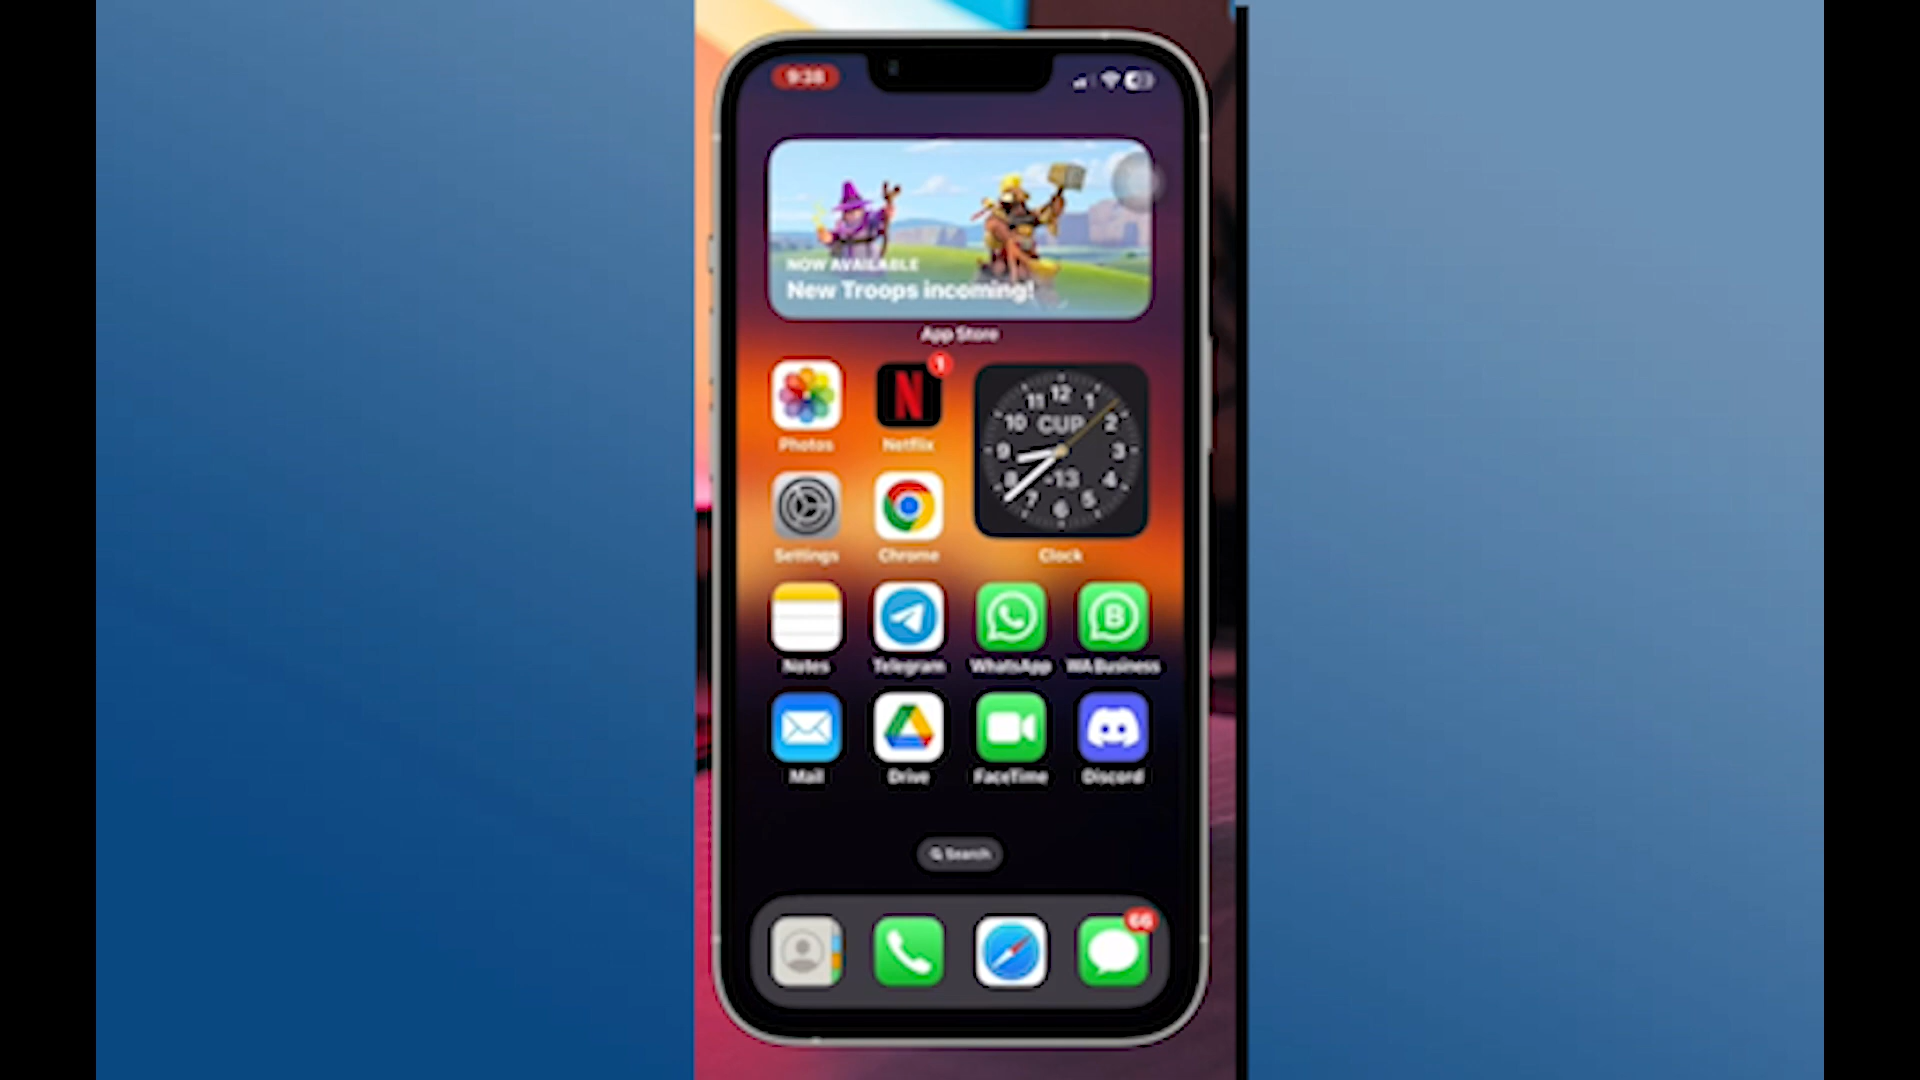 9:38
NOW AVAILABLE
New Troops incoming!
App Store
1
Photos
Netflix
12
11
1
10
CUP
2
9
3
8
-13
4
7
5
6
Settings
Chrome
Clock
Notes
Telegram
WhatsApp
WA Business
Mail
Drive
FaceTime
Discord
Search
66